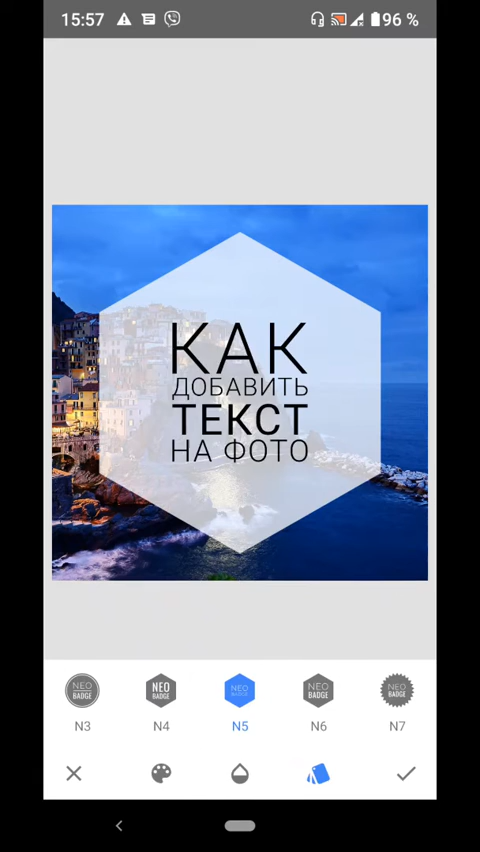 15:57
96 %
КАК
ДОБАВИТЬ
ТЕКСТ
НА ФОТО
NEO
BADGE
NEO
BADGE
NEO
BADGE
NEO
BADGE
NEO
BADGE
N3
N4
N5
N6
N7